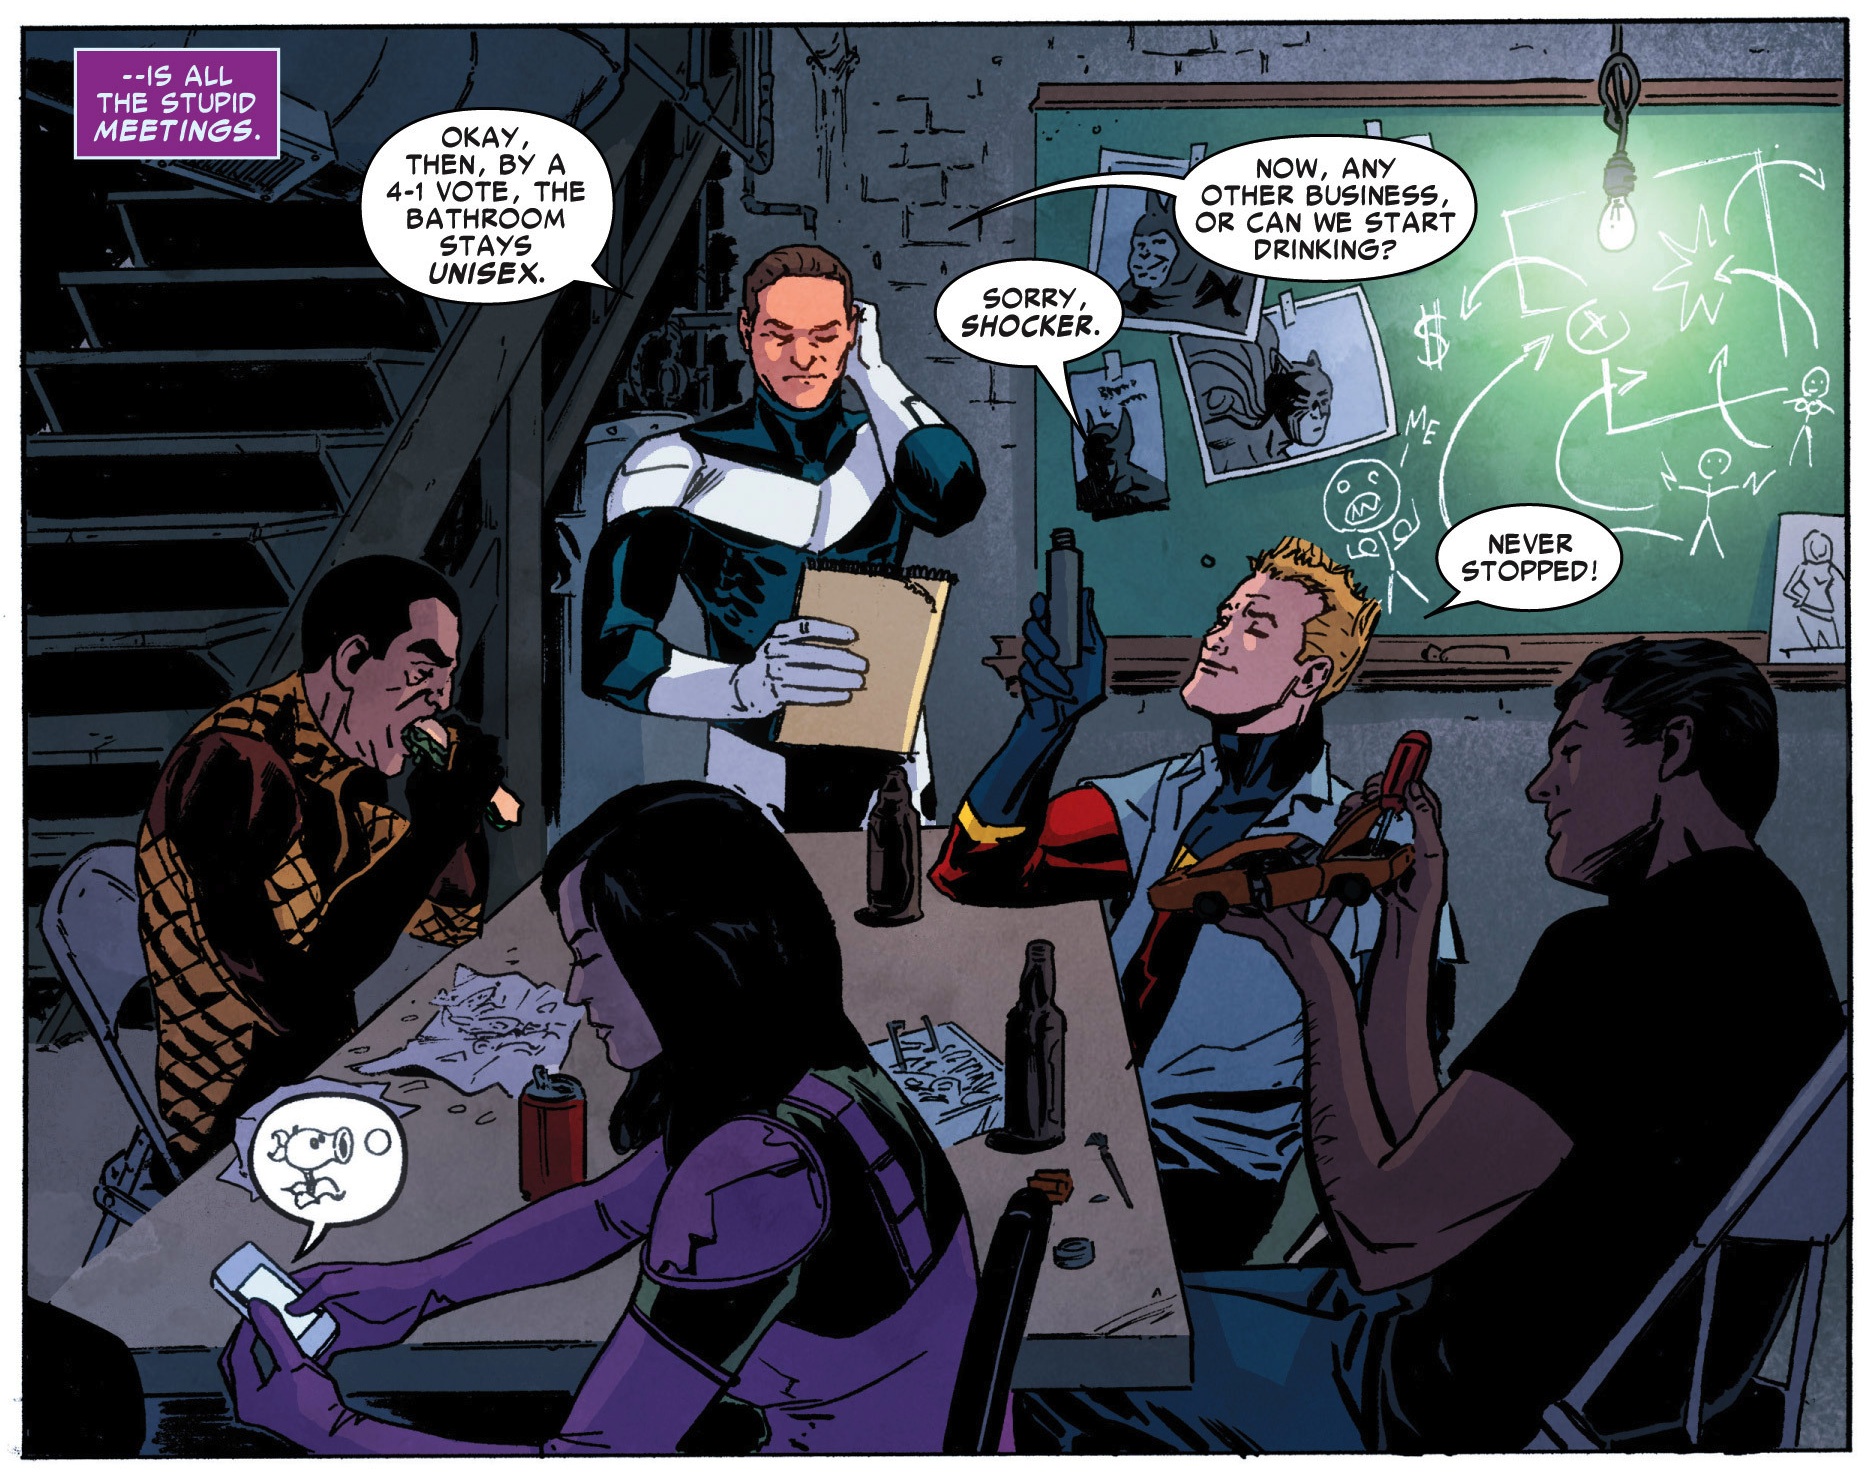 --IS ALL
THE STUPID
MEETINGS.
OKAY,
THEN, BY A
4-1 VOTE, THE
BATHROOM
STAYS
UNISEX.
NOW, ANY
OTHER BUSINESS,
OR CAN WE START
DRINKING?
SORRY,
SHOCKER.
$
ME
NEVER
STOPPED!